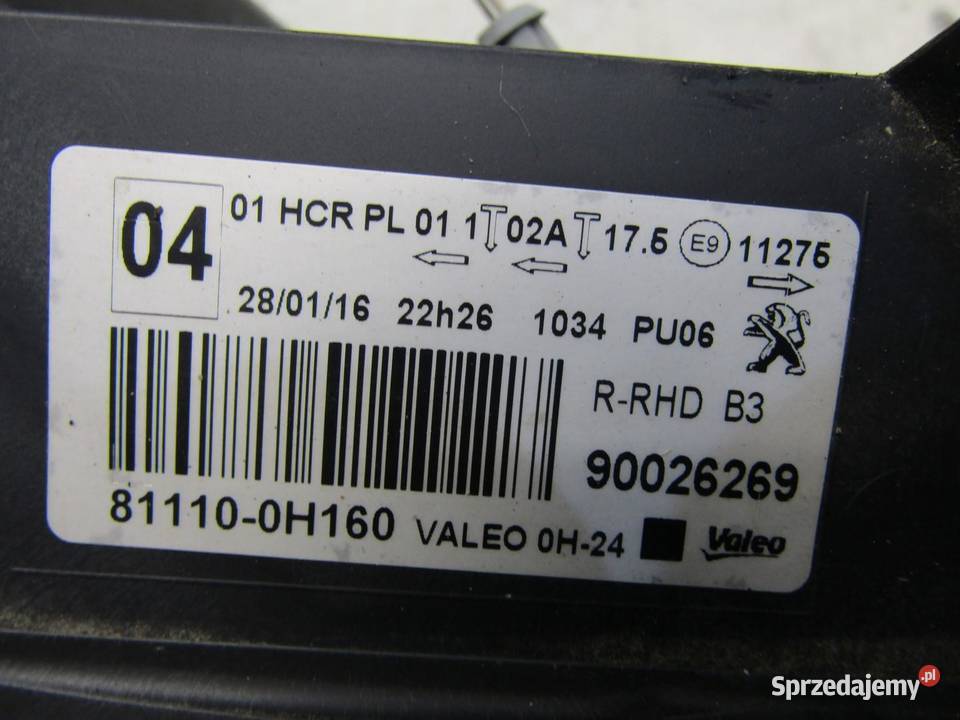 04
01 HCR PL 01 1 02A 17.5 E9 11275
28/01/16 22h26 1034 PU06
R-RHD B3
90026269
81110-0H160 VALEO 0H-24 Valeo
Sprzedajemy.pl